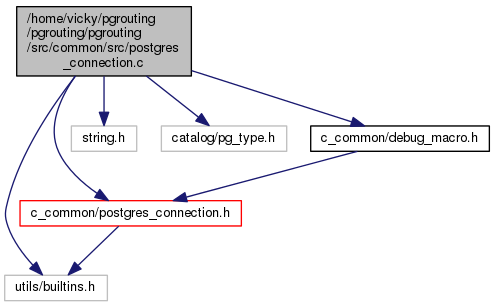 /home/vicky/pgrouting
/pgrouting/pgrouting
/src/common/src/postgres
_connection.c
string.h
catalog/pg_type.h
c_common/debug_macro.h
c_common/postgres_connection.h
utils/builtins.h